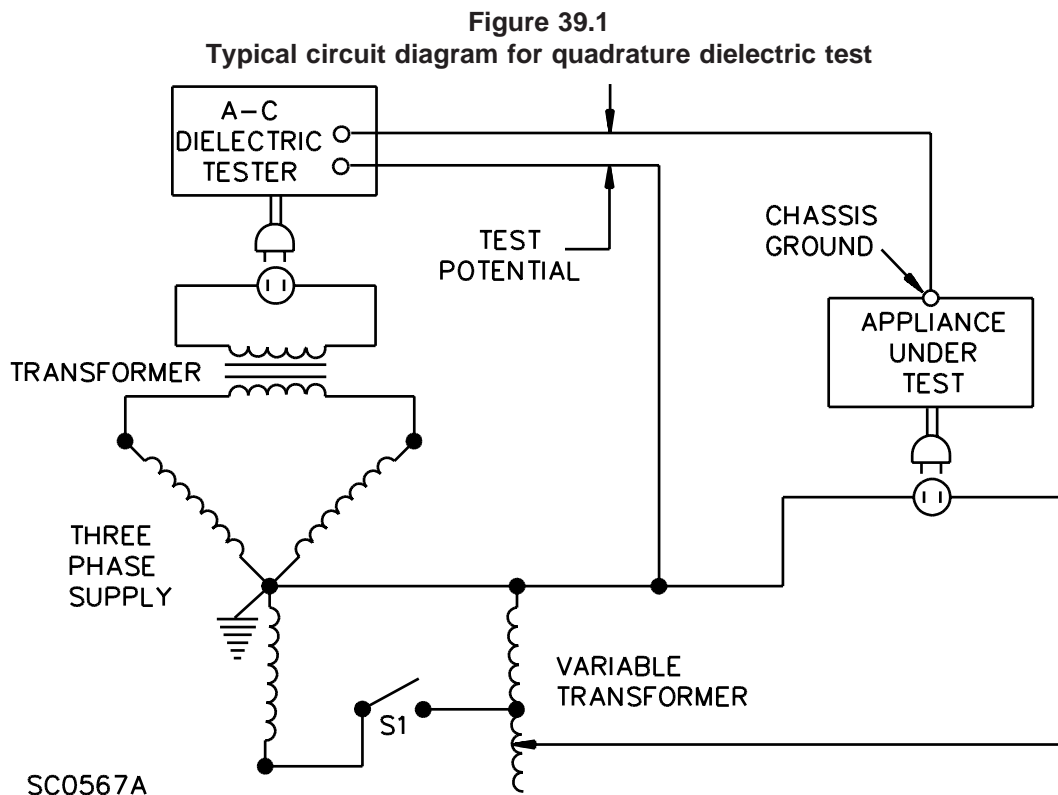 Figure 39.1
Typical circuit diagram for quadrature dielectric test
A-C
DIELECTRIC
TESTER
TEST
POTENTIAL
CHASSIS
GROUND
APPLIANCE
UNDER
TEST
TRANSFORMER
THREE
PHASE
SUPPLY
VARIABLE
TRANSFORMER
S1
SC0567A